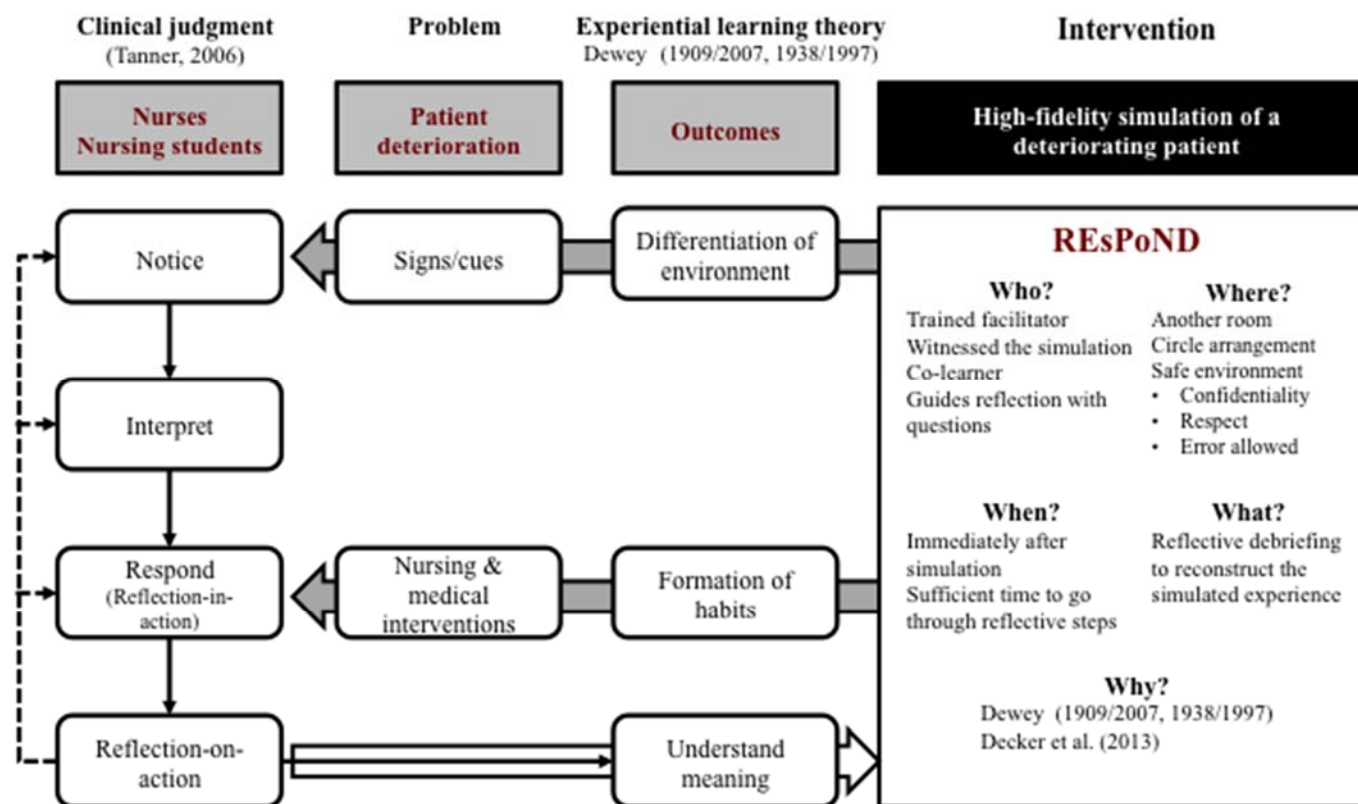 Clinical judgment
(Tanner, 2006)
Problem
Experiential learning theory
Dewey (1909/2007, 1938/1997)
Intervention
Nurses
Nursing students
Patient
deterioration
Outcomes
High-fidelity simulation of a
deteriorating patient
Notice
Signs/cues
Differentiation of
environment
Interpret
Respond
(Reflection-in-
action)
Nursing &
medical
interventions
Formation of
habits
Reflection-on-
action
Understand
meaning
REsPoND
Who?
Trained facilitator
Witnessed the simulation
Co-learner
Guides reflection with
questions
Where?
Another room
Circle arrangement
Safe environment
• Confidentiality
• Respect
• Error allowed
When?
Immediately after
simulation
Sufficient time to go
through reflective steps
What?
Reflective debriefing
to reconstruct the
simulated experience
Why?
Dewey (1909/2007, 1938/1997)
Decker et al. (2013)